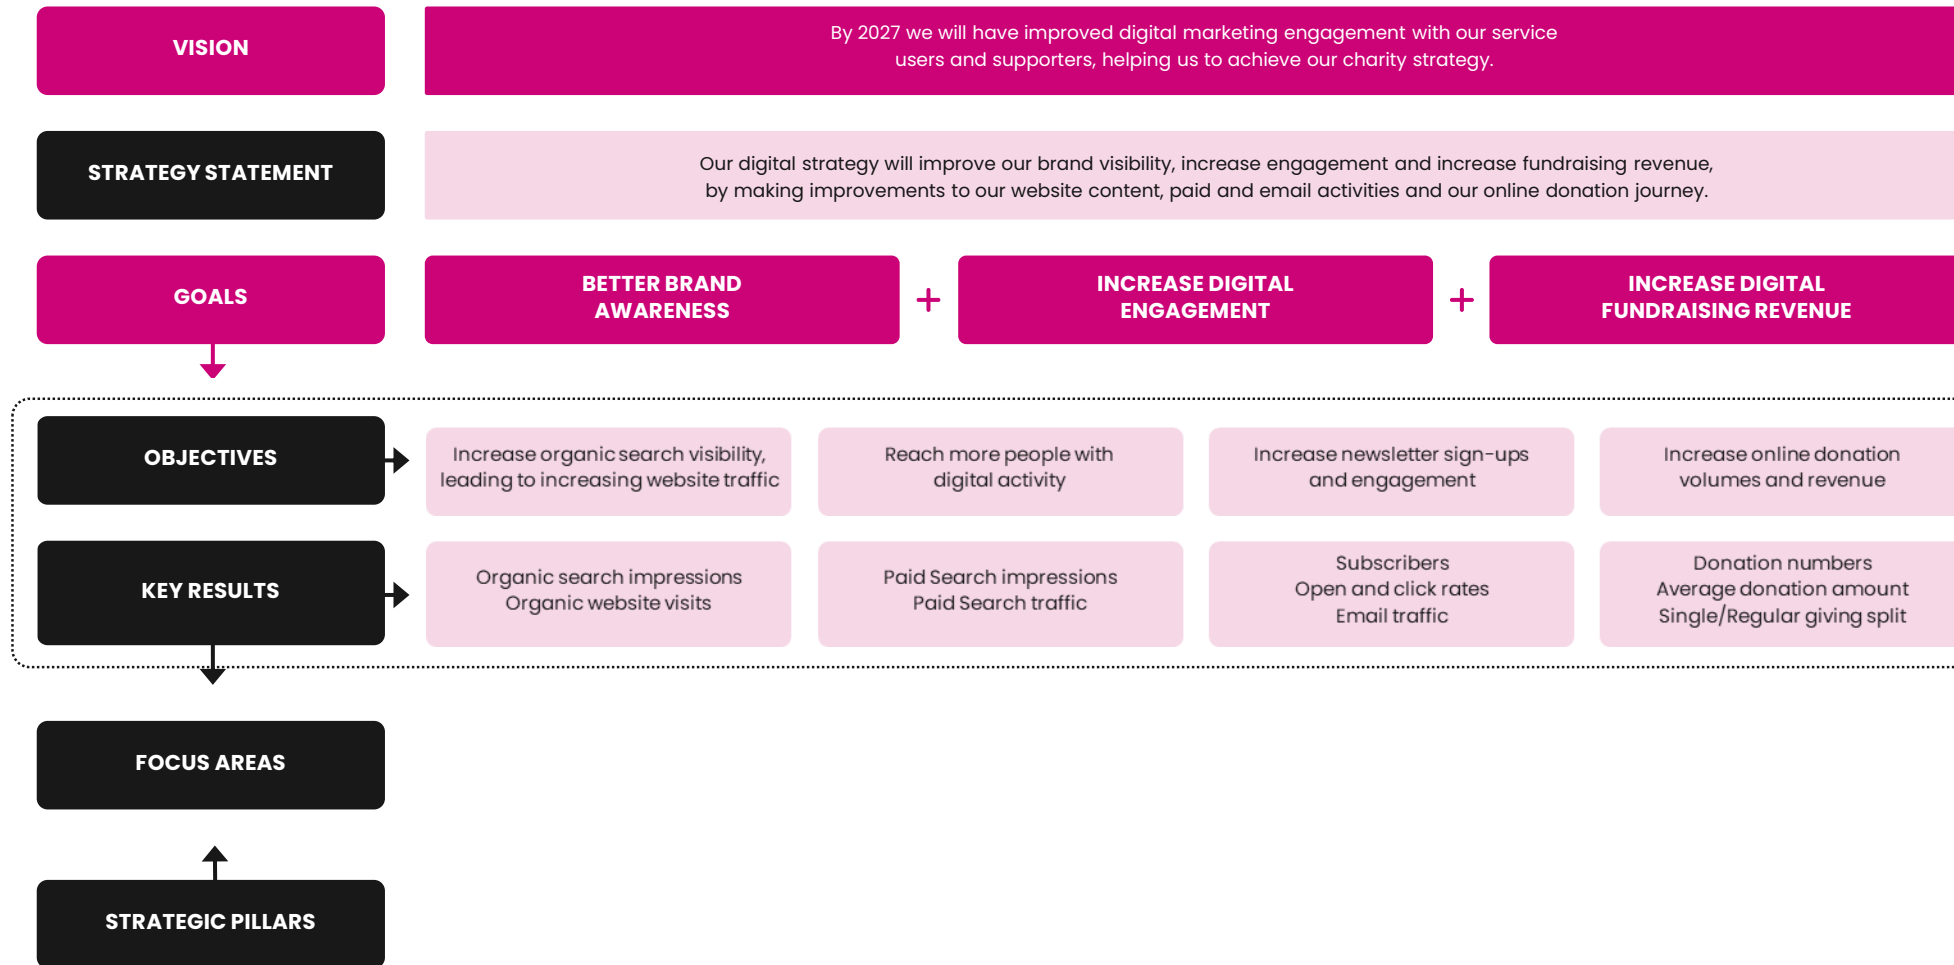 VISION
By 2027 we will have improved digital marketing engagement with our service
users and supporters, helping us to achieve our charity strategy.
STRATEGY STATEMENT
Our digital strategy will improve our brand visibility, increase engagement and increase fundraising revenue,
by making improvements to our website content, paid and email activities and our online donation journey.
GOALS
BETTER BRAND
AWARENESS
+
INCREASE DIGITAL
ENGAGEMENT
+
INCREASE DIGITAL
FUNDRAISING REVENUE
OBJECTIVES
Increase organic search visibility,
leading to increasing website traffic
Reach more people with
digital activity
Increase newsletter sign-ups
and engagement
Increase online donation
volumes and revenue
KEY RESULTS
Organic search impressions
Organic website visits
Paid Search impressions
Paid Search traffic
Subscribers
Open and click rates
Email traffic
Donation numbers
Average donation amount
Single/Regular giving split
FOCUS AREAS
STRATEGIC PILLARS